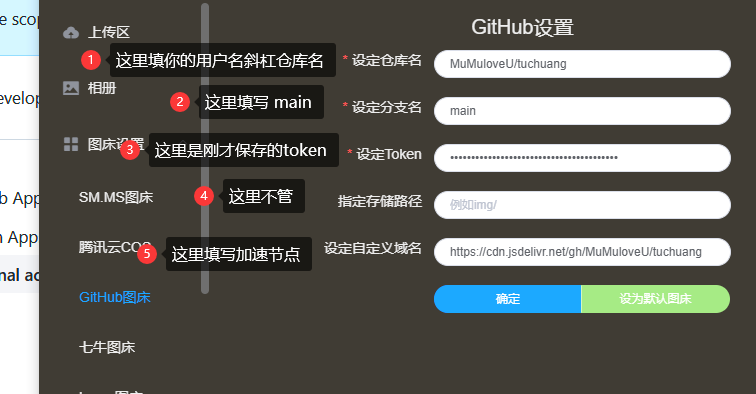 e scop
GitHub设置
上传区
1 这里填你的用户名斜杠仓库名
* 设定仓库名 MuMuloveU/tuchuang
evelop
相册
2 这里填写 main
* 设定分支名 main
图床设置
3 这里是刚才保存的token
* 设定Token ••••••••••••••••••••••••••••••••••••••••
b App
SM.MS图床
4 这里不管
指定存储路径 例如img/
n App
腾讯云COS
5 这里填写加速节点
设定自定义域名 https://cdn.jsdelivr.net/gh/MuMuloveU/tuchuang
nal ac
GitHub图床
确定 设为默认图床
七牛图床